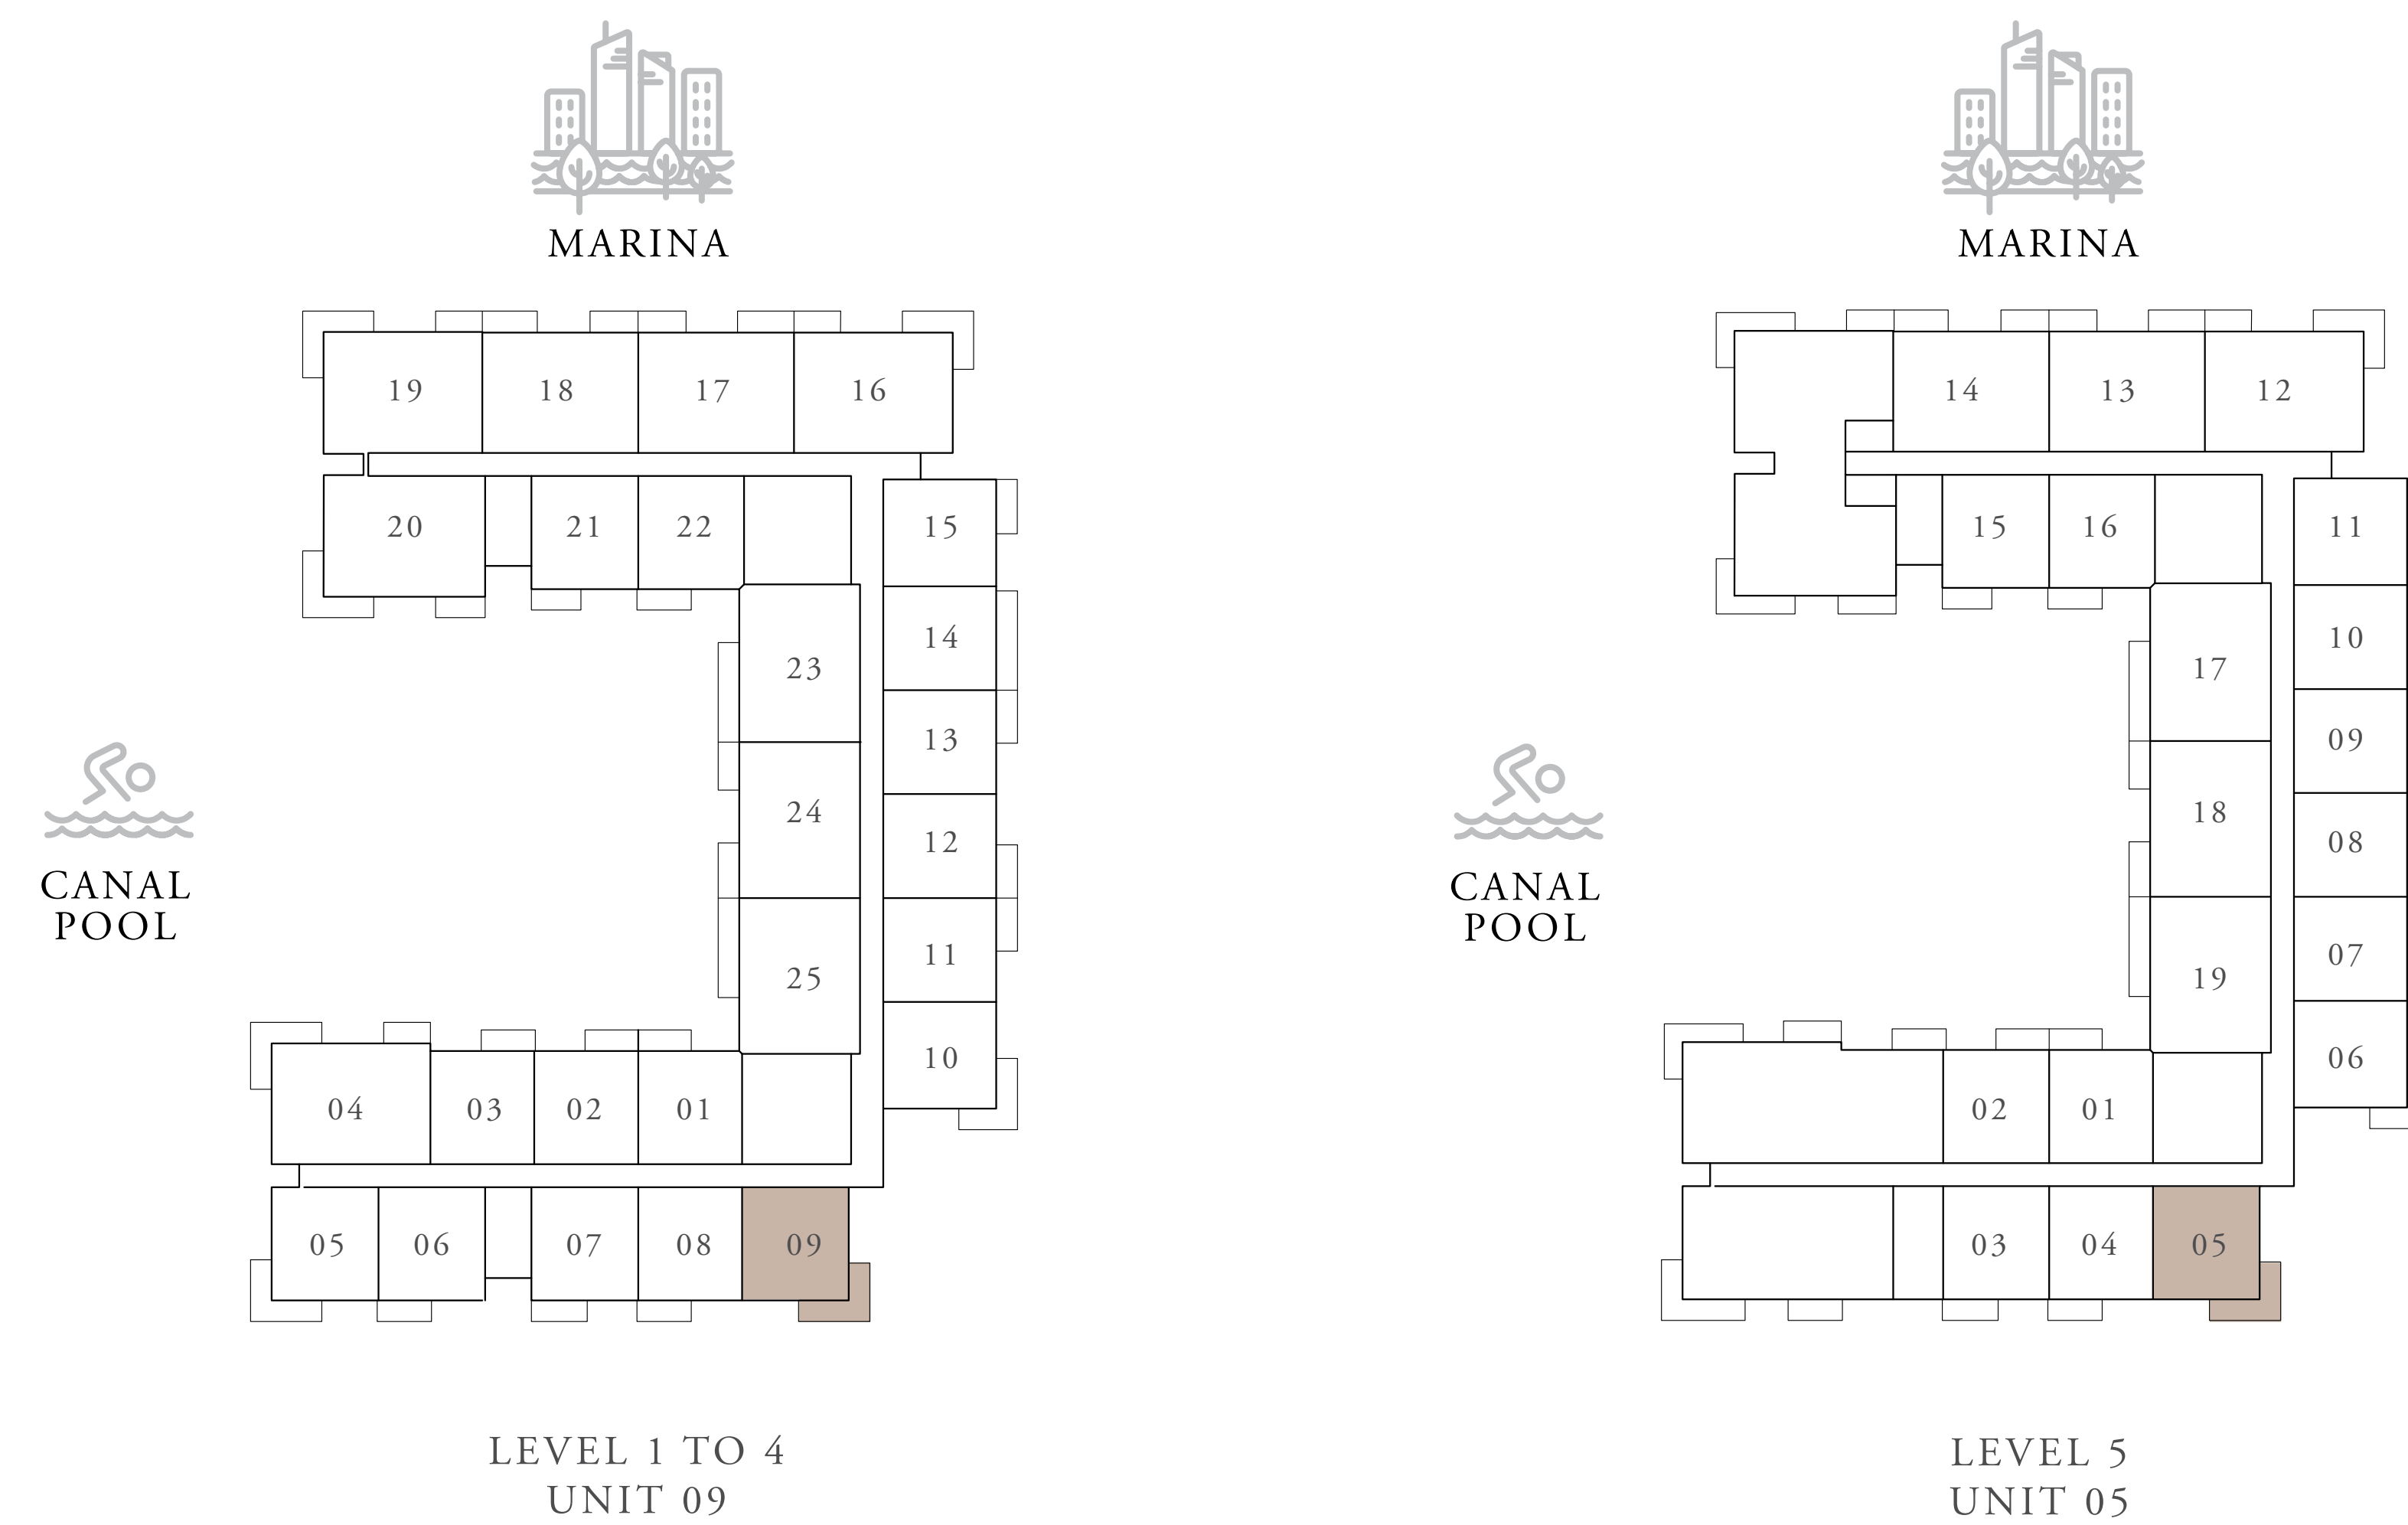 MARINA
19 18 17 16
20 21 22 15
14
23
13
24
12
11
25
10
04 03 02 01
05 06 07 08 09
CANAL
POOL
LEVEL 1 TO 4
UNIT 09
MARINA
14 13 12
15 16 11
10
17
09
18
08
07
19
06
02 01
03 04 05
CANAL
POOL
LEVEL 5
UNIT 05